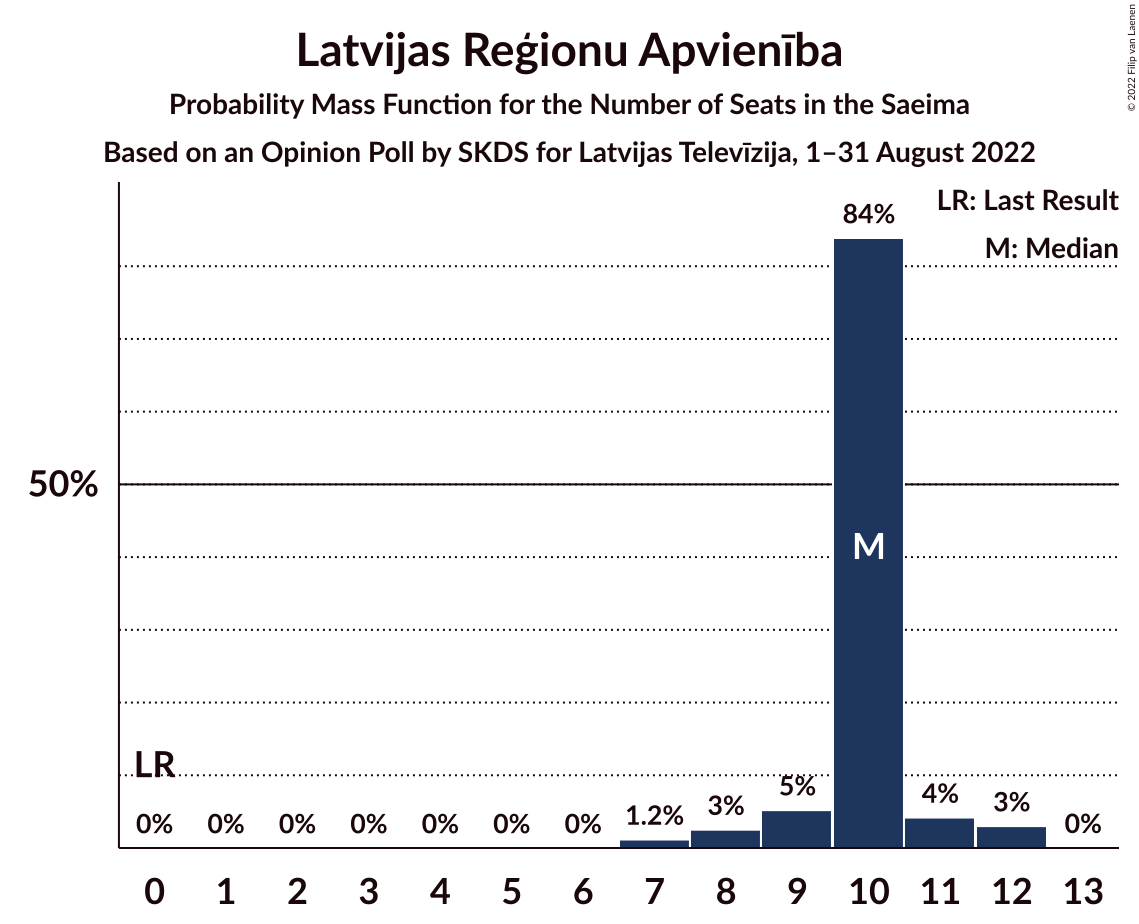 Latvijas Reģionu Apvienība
Probability Mass Function for the Number of Seats in the Saeima
Based on an Opinion Poll by SKDS for Latvijas Televīzija, 1–31 August 2022
© 2022 Filip van Laenen
LR: Last Result
M: Median
84%
50%
M
LR
0% 0% 0% 0% 0% 0% 0% 1.2% 3% 5% 4% 3% 0%
0 1 2 3 4 5 6 7 8 9 10 11 12 13